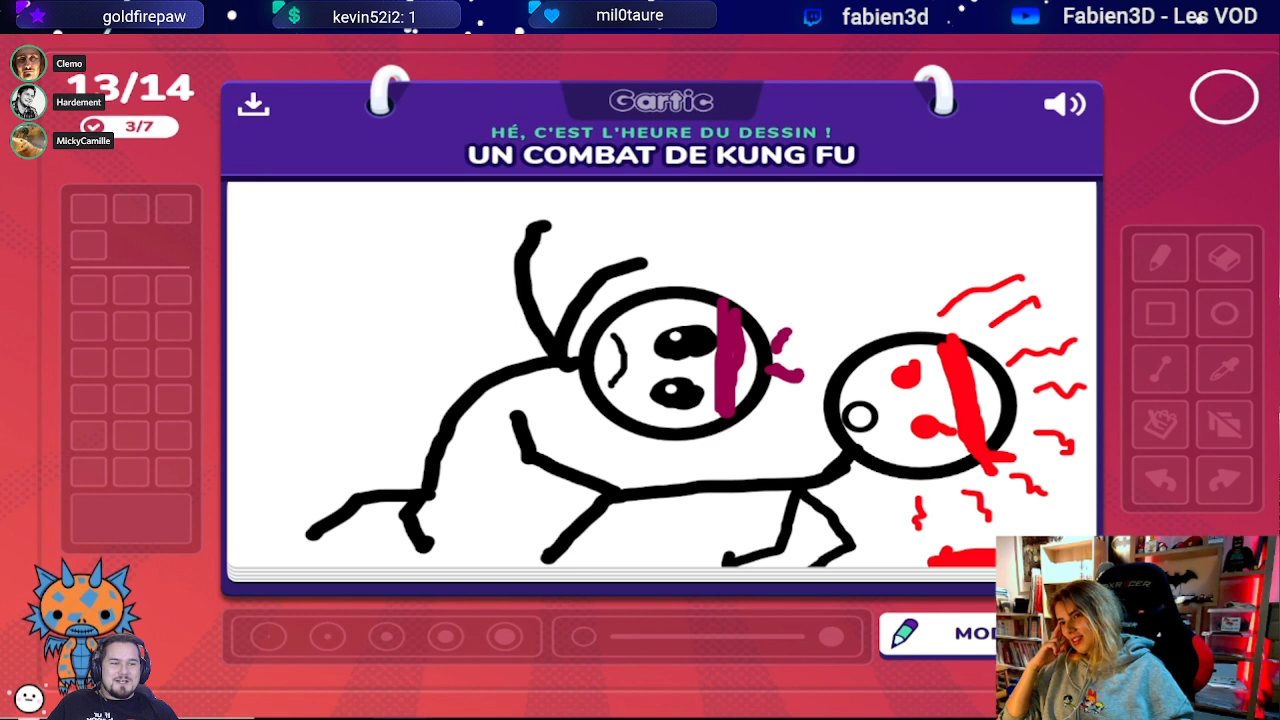 goldfirepaw
kevin52i2: 1
mil0taure
fabien3d
Fabien3D - Les VOD
Clemo
13/14
Hardement
3/7
MickyCamille
Gartic
HÉ, C'EST L'HEURE DU DESSIN !
UN COMBAT DE KUNG FU
MOD